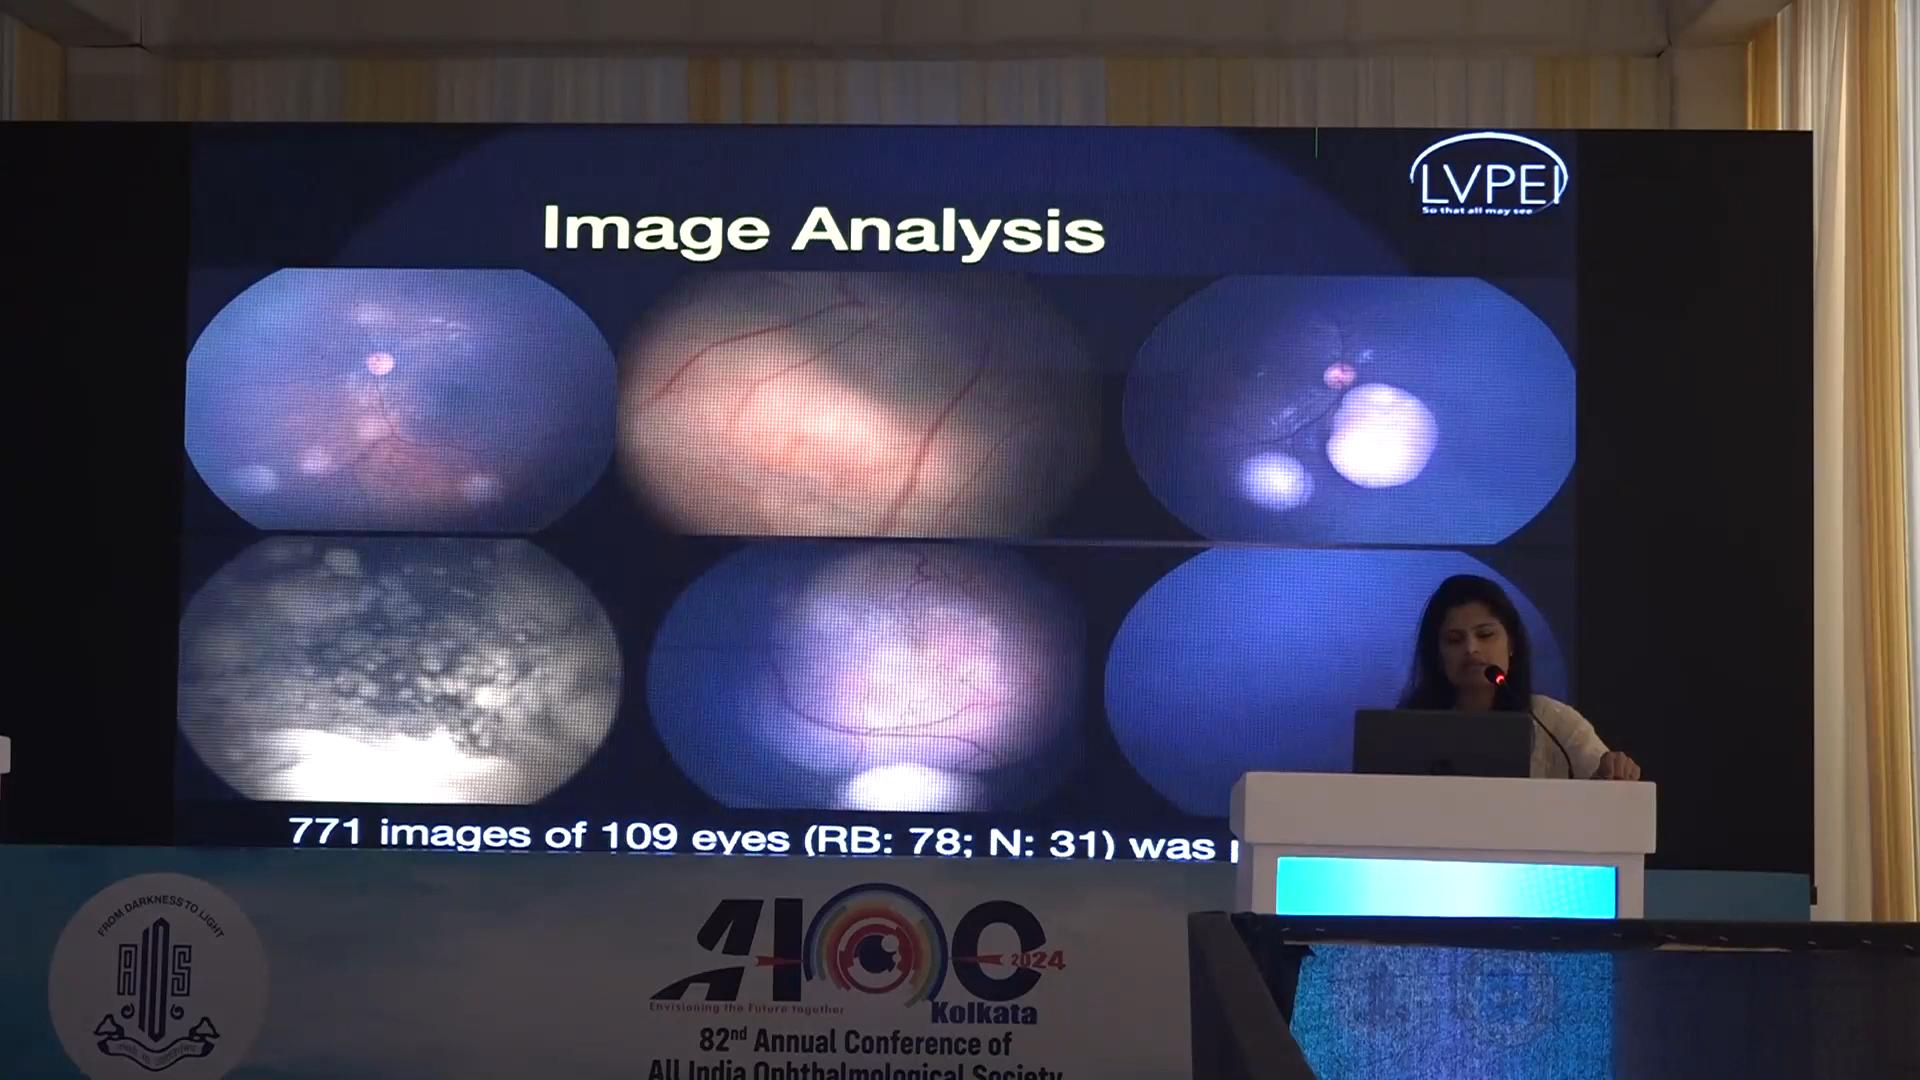 LVPEI
So that all may see
Image Analysis
771 images of 109 eyes (RB: 78; N: 31) was
FROM DARKNESS TO LIGHT
AIOS
AIOC
2024
Envisioning the Future together
Kolkata
82nd Annual Conference of
All India Ophthalmological Society